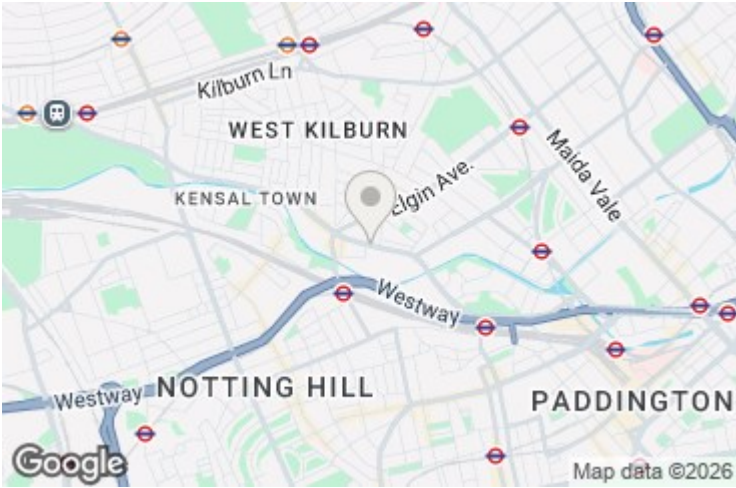 Kilburn Ln
WEST KILBURN
Maida Vale
KENSAL TOWN
Elgin Ave.
Westway
Westway
NOTTING HILL
PADDINGTON
Google
Map data ©2026